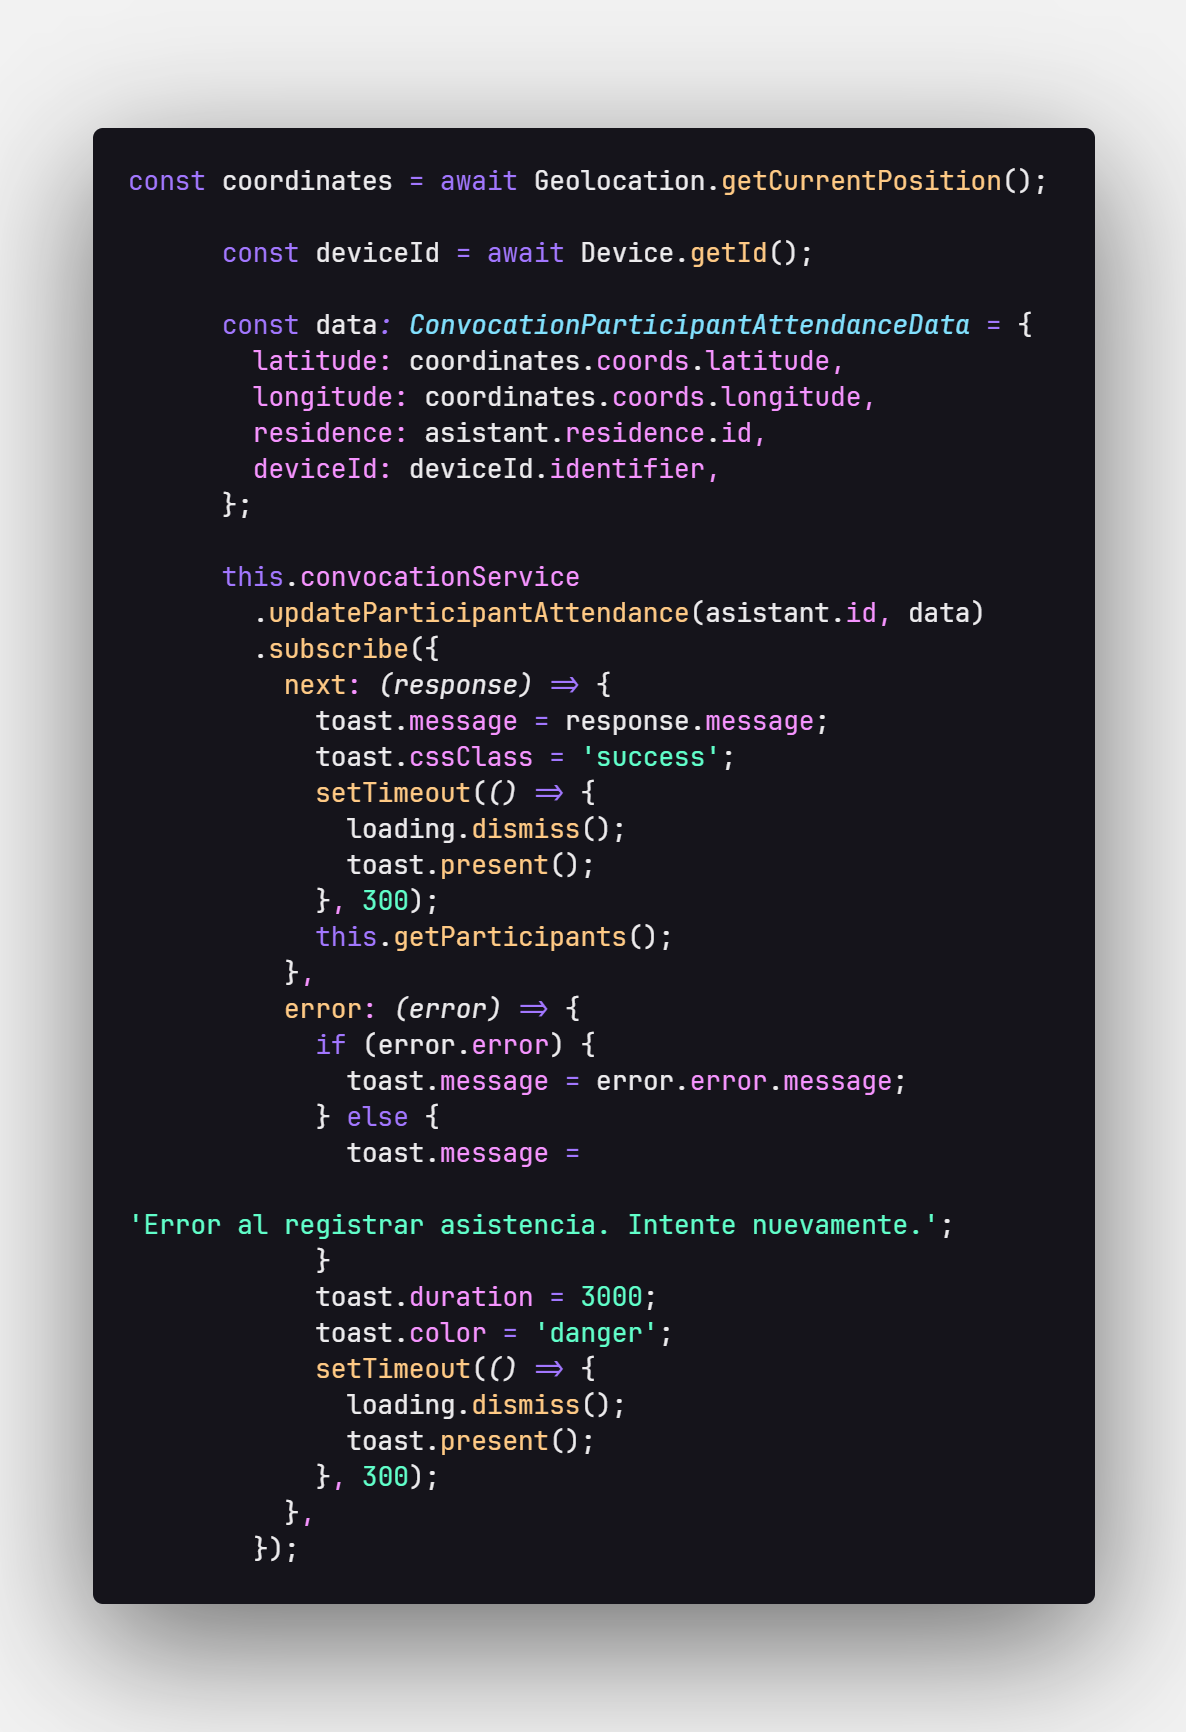 const coordinates = await Geolocation.getCurrentPosition();
const deviceId = await Device.getId();
const data: ConvocationParticipantAttendanceData = {
latitude: coordinates.coords.latitude,
longitude: coordinates.coords.longitude,
residence: asistant.residence.id,
deviceId: deviceId.identifier,
};
this.convocationService
.updateParticipantAttendance(asistant.id, data)
.subscribe({
next: (response) => {
toast.message = response.message;
toast.cssClass = 'success';
setTimeout(() => {
loading.dismiss();
toast.present();
}, 300);
this.getParticipants();
},
error: (error) => {
if (error.error) {
toast.message = error.error.message;
} else {
toast.message =
'Error al registrar asistencia. Intente nuevamente.';
}
toast.duration = 3000;
toast.color = 'danger';
setTimeout(() => {
loading.dismiss();
toast.present();
}, 300);
},
});